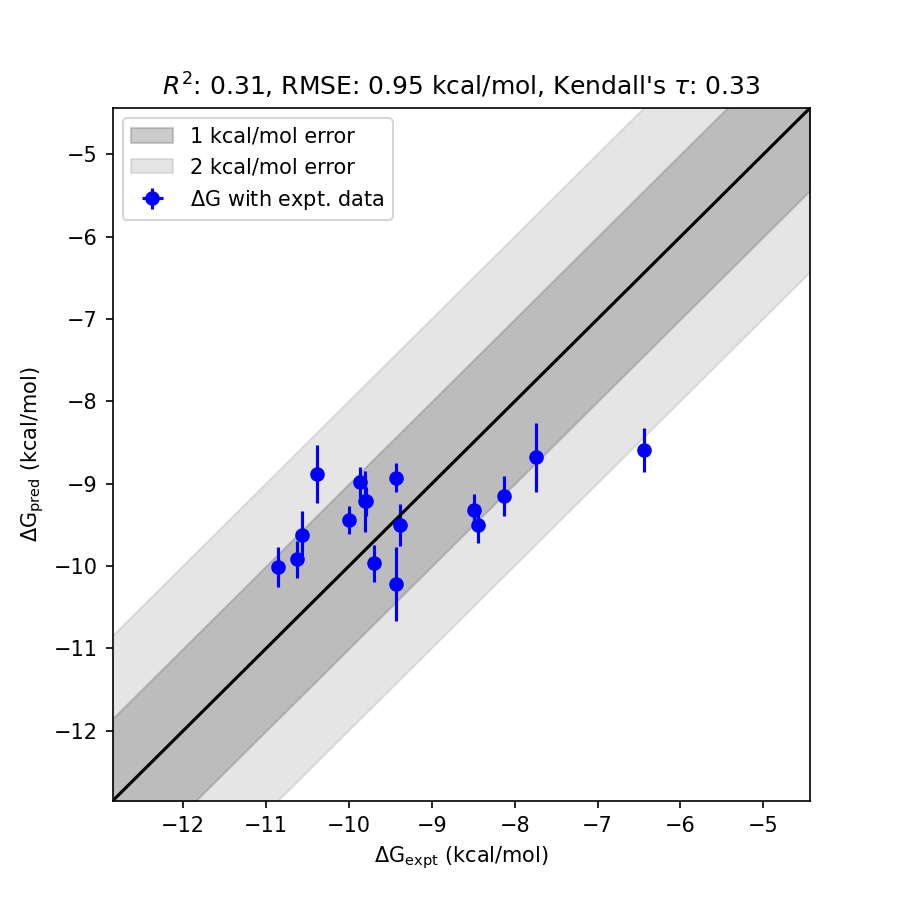 R²: 0.31, RMSE: 0.95 kcal/mol, Kendall's τ: 0.33
1 kcal/mol error
2 kcal/mol error
ΔG with expt. data
−5
−6
−7
−8
−9
−10
−11
−12
ΔGpred (kcal/mol)
−12 −11 −10 −9 −8 −7 −6 −5
ΔGexpt (kcal/mol)